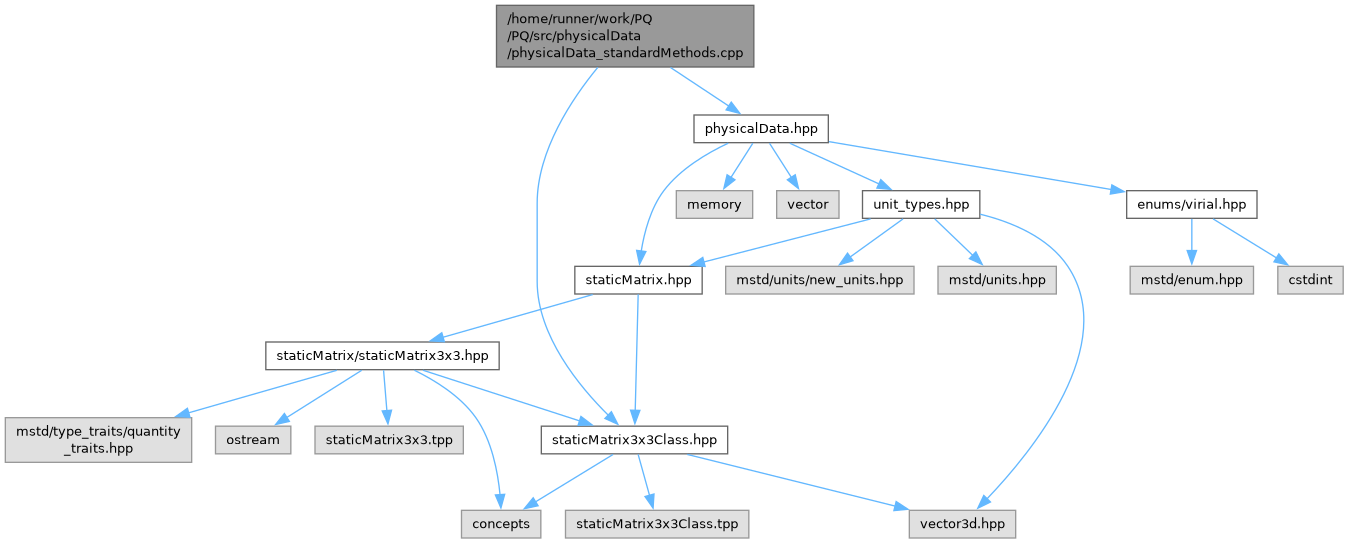 /home/runner/work/PQ
/PQ/src/physicalData
/physicalData_standardMethods.cpp
physicalData.hpp
memory
vector
unit_types.hpp
enums/virial.hpp
staticMatrix.hpp
mstd/units/new_units.hpp
mstd/units.hpp
mstd/enum.hpp
cstdint
staticMatrix/staticMatrix3x3.hpp
mstd/type_traits/quantity
_traits.hpp
ostream
staticMatrix3x3.tpp
staticMatrix3x3Class.hpp
concepts
staticMatrix3x3Class.tpp
vector3d.hpp